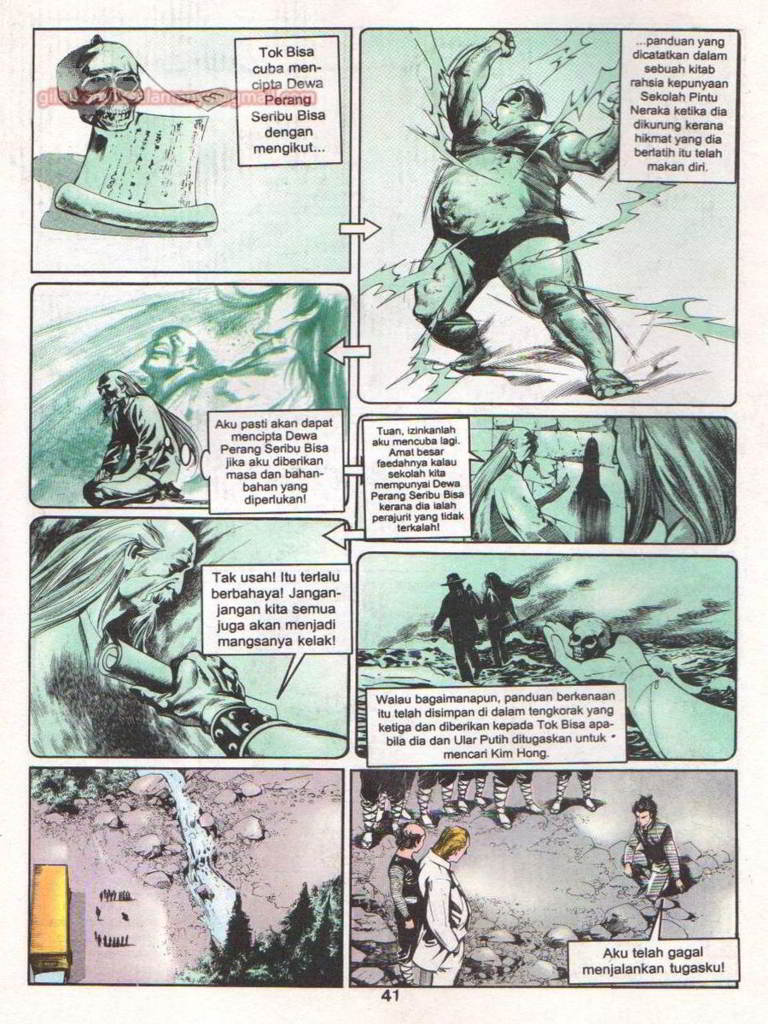 Tok Bisa
cuba men-
cipta Dewa
Perang
Seribu Bisa
dengan
mengikut...
...panduan yang
dicatatkan dalam
sebuah kitab
rahsia kepunyaan
Sekolah Pintu
Neraka ketika dia
dikurung kerana
hikmat yang dia
berlatih itu telah
makan diri.
Aku pasti akan dapat
mencipta Dewa
Perang Seribu Bisa
jika aku diberikan
masa dan bahan-
bahan yang
diperlukan!
Tuan, izinkanlah
aku mencuba lagi.
Amat besar
faedahnya kalau
sekolah kita
mempunyai Dewa
Perang Seribu Bisa
kerana dia ialah
perajurit yang tidak
terkalah!
Tak usah! Itu terlalu
berbahaya! Jangan-
jangan kita semua
juga akan menjadi
mangsanya kelak!
Walau bagaimanapun, panduan berkenaan
itu telah disimpan di dalam tengkorak yang
ketiga dan diberikan kepada Tok Bisa apa-
bila dia dan Ular Putih ditugaskan untuk
mencari Kim Hong.
Aku telah gagal
menjalankan tugasku!
41